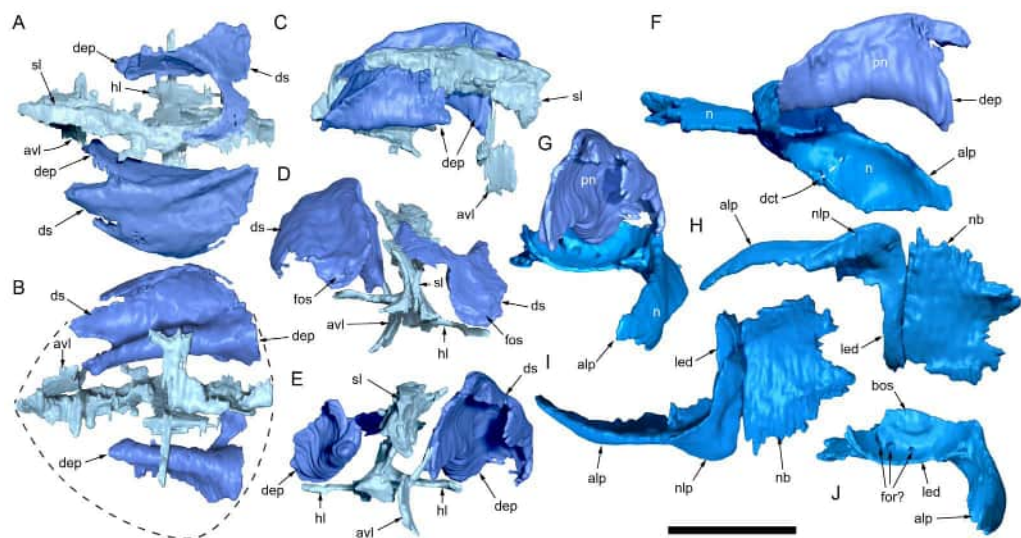 A
dep
sl
hl
ds
avl
dep
ds
B
ds
avl
dep
dep
C
sl
dep
avl
D
ds
sl
fos
avl
hl
ds
fos
E
sl
ds
dep
hl
avl
hl
dep
F
pn
n
dep
n
alp
dct
G
pn
n
alp
H
alp
nlp
nb
led
I
led
alp
nlp
nb
J
bos
for?
led
alp